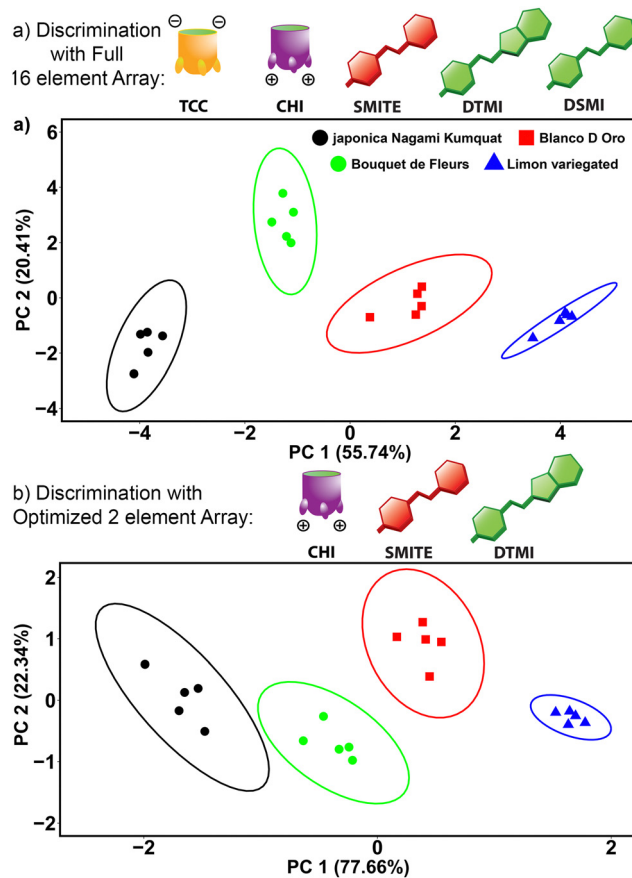 a) Discrimination
with Full
16 element Array:
⊖ ⊖
⊕ ⊕
TCC CHI SMITE DTMI DSMI
a)
japonica Nagami Kumquat Blanco D Oro
Bouquet de Fleurs Limon variegated
PC 2 (20.41%)
6
4
2
0
−2
−4
−4 −2 0 2 4
PC 1 (55.74%)
b) Discrimination with
Optimized 2 element Array:
⊕ ⊕
CHI SMITE DTMI
PC 2 (22.34%)
2
1
0
−1
−2
−2 0 2
PC 1 (77.66%)